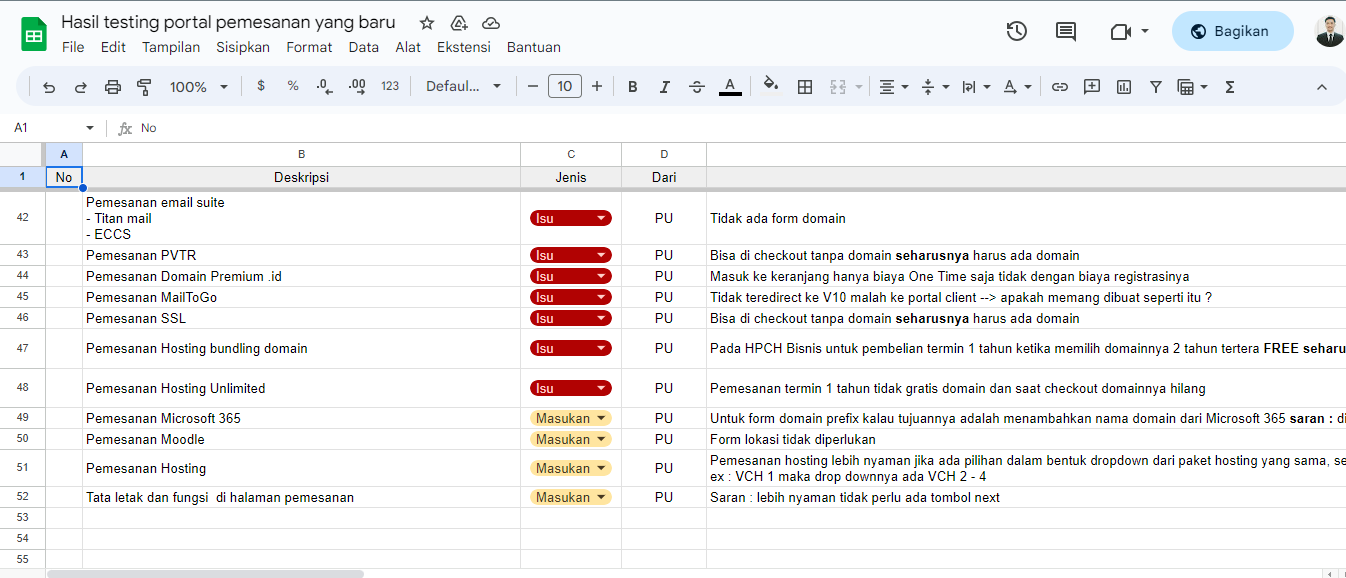 Hasil testing portal pemesanan yang baru
File Edit Tampilan Sisipkan Format Data Alat Ekstensi Bantuan
Bagikan
100% $ % .0 .00 123 Defaul... 10 B I A A Σ
A1 fx No
A B C D
1 No Deskripsi Jenis Dari
42 Pemesanan email suite
- Titan mail
- ECCS
Isu PU Tidak ada form domain
43 Pemesanan PVTR Isu PU Bisa di checkout tanpa domain seharusnya harus ada domain
44 Pemesanan Domain Premium .id Isu PU Masuk ke keranjang hanya biaya One Time saja tidak dengan biaya registrasinya
45 Pemesanan MailToGo Isu PU Tidak teredirect ke V10 malah ke portal client --> apakah memang dibuat seperti itu ?
46 Pemesanan SSL Isu PU Bisa di checkout tanpa domain seharusnya harus ada domain
47 Pemesanan Hosting bundling domain Isu PU Pada HPCH Bisnis untuk pembelian termin 1 tahun ketika memilih domainnya 2 tahun tertera FREE seharu
48 Pemesanan Hosting Unlimited Isu PU Pemesanan termin 1 tahun tidak gratis domain dan saat checkout domainnya hilang
49 Pemesanan Microsoft 365 Masukan PU Untuk form domain prefix kalau tujuannya adalah menambahkan nama domain dari Microsoft 365 saran : di
50 Pemesanan Moodle Masukan PU Form lokasi tidak diperlukan
51 Pemesanan Hosting Masukan PU Pemesanan hosting lebih nyaman jika ada pilihan dalam bentuk dropdown dari paket hosting yang sama, se
ex : VCH 1 maka drop downnya ada VCH 2 - 4
52 Tata letak dan fungsi  di halaman pemesanan Masukan PU Saran : lebih nyaman tidak perlu ada tombol next
53
54
55